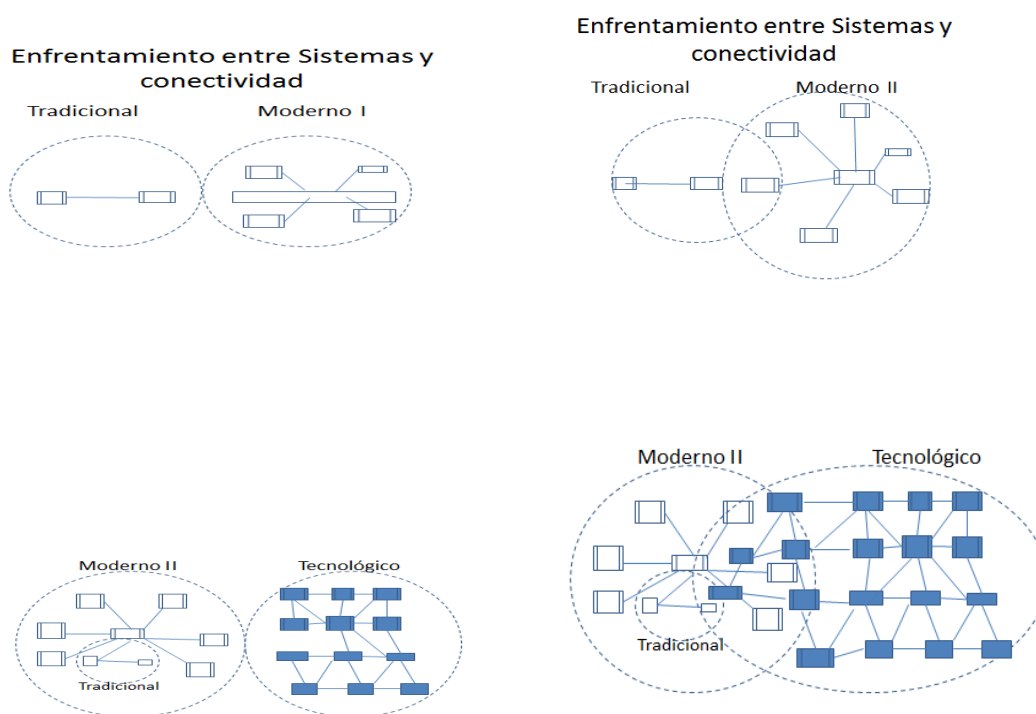 Enfrentamiento entre Sistemas y
conectividad
Tradicional
Moderno I
Enfrentamiento entre Sistemas y
conectividad
Tradicional
Moderno II
Moderno II
Tecnológico
Tradicional
Moderno II
Tecnológico
Tradicional